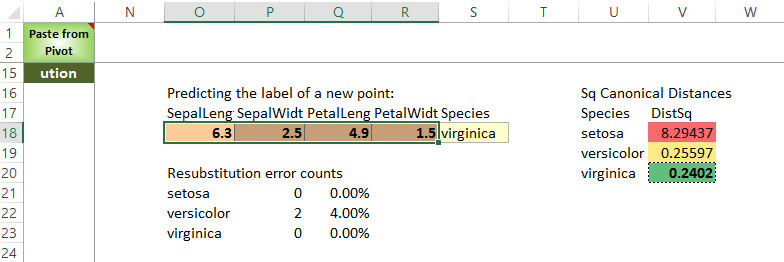 A N O P Q R S T U V W
1 Paste from
2 Pivot
15 ution
16 Predicting the label of a new point: Sq Canonical Distances
17 SepalLeng SepalWidt PetalLeng PetalWidt Species Species DistSq
18 6.3 2.5 4.9 1.5 virginica setosa 8.29437
19 versicolor 0.25597
20 Resubstitution error counts virginica 0.2402
21 setosa 0 0.00%
22 versicolor 2 4.00%
23 virginica 0 0.00%
24